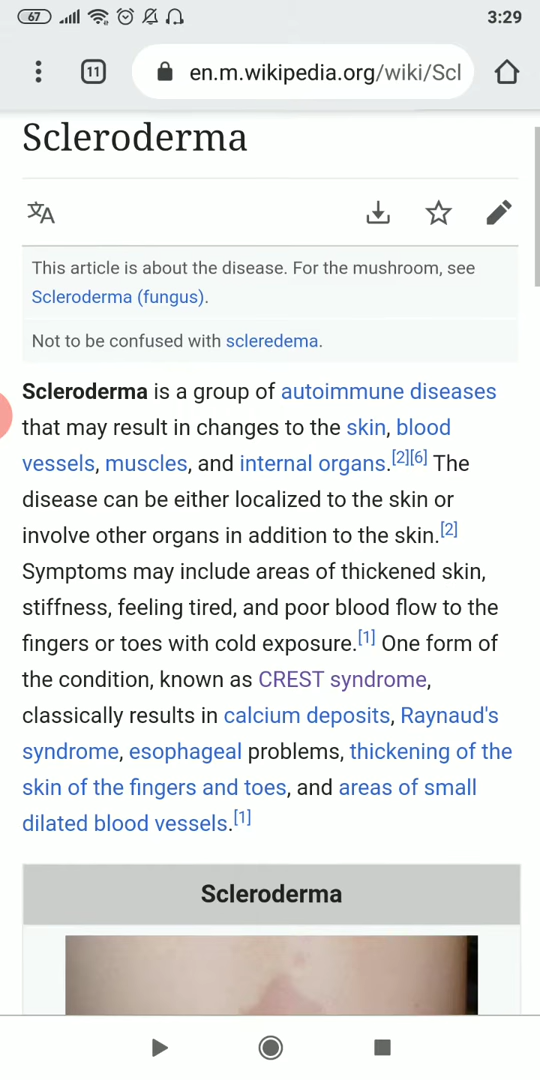 67
3:29
11
en.m.wikipedia.org/wiki/Scl
Scleroderma
文A
This article is about the disease. For the mushroom, see
Scleroderma (fungus).
Not to be confused with scleredema.
Scleroderma is a group of autoimmune diseases
that may result in changes to the skin, blood
vessels, muscles, and internal organs.[2][6] The
disease can be either localized to the skin or
involve other organs in addition to the skin.[2]
Symptoms may include areas of thickened skin,
stiffness, feeling tired, and poor blood flow to the
fingers or toes with cold exposure.[1] One form of
the condition, known as CREST syndrome,
classically results in calcium deposits, Raynaud's
syndrome, esophageal problems, thickening of the
skin of the fingers and toes, and areas of small
dilated blood vessels.[1]
Scleroderma